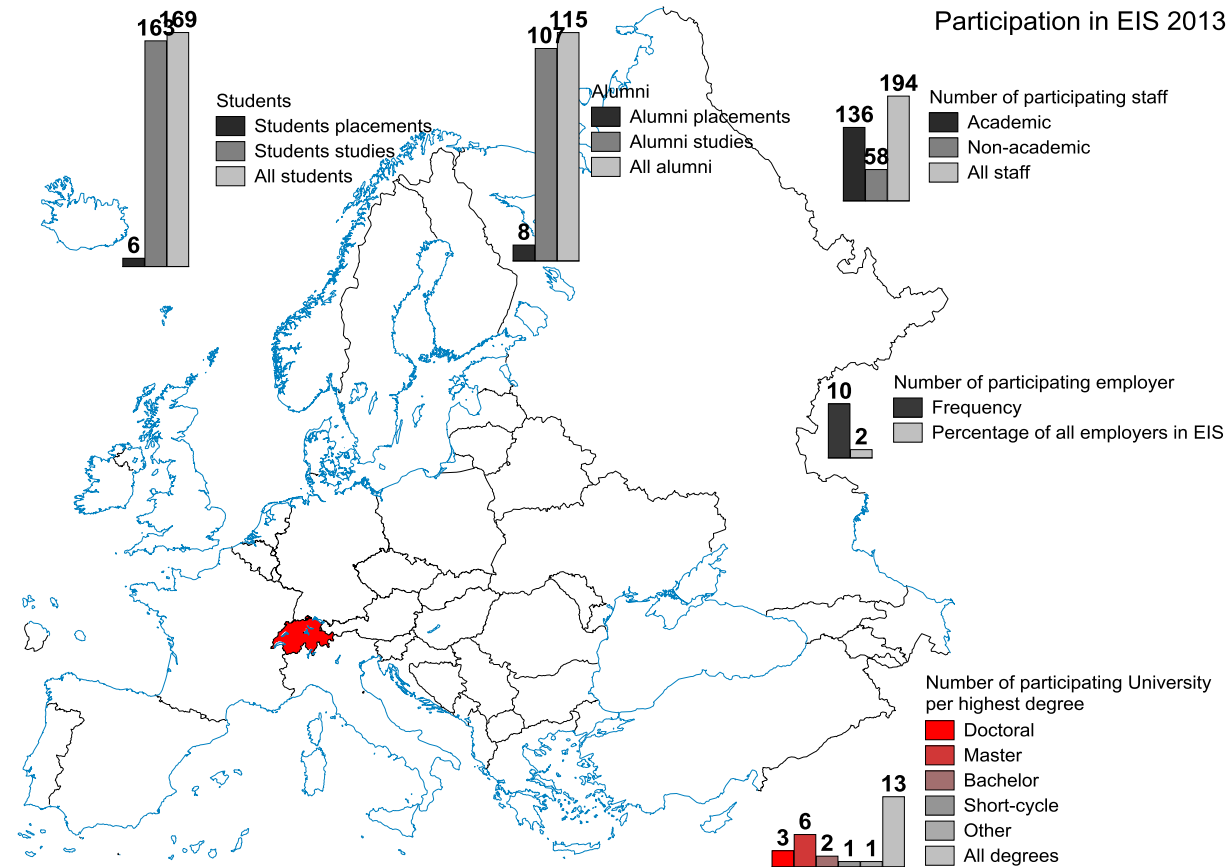 Participation in EIS 2013
163
169
6
Students
Students placements
Students studies
All students
107
115
8
Alumni
Alumni placements
Alumni studies
All alumni
136
58
194
Number of participating staff
Academic
Non-academic
All staff
10
2
Number of participating employer
Frequency
Percentage of all employers in EIS
Number of participating University
per highest degree
Doctoral
Master
Bachelor
Short-cycle
Other
All degrees
3
6
2
1
1
13